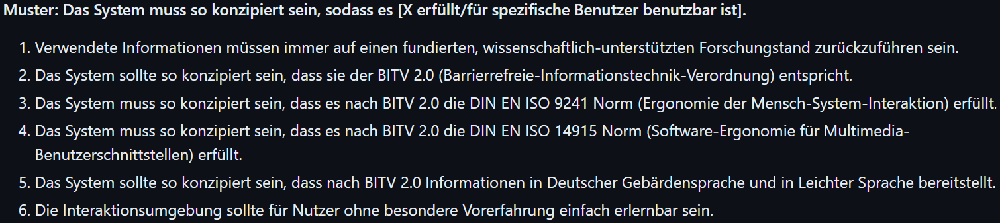 Muster: Das System muss so konzipiert sein, sodass es [X erfüllt/für spezifische Benutzer benutzbar ist].
1. Verwendete Informationen müssen immer auf einen fundierten, wissenschaftlich-unterstützten Forschungstand zurückzuführen sein.
2. Das System sollte so konzipiert sein, dass sie der BITV 2.0 (Barrierrefreie-Informationstechnik-Verordnung) entspricht.
3. Das System muss so konzipiert sein, dass es nach BITV 2.0 die DIN EN ISO 9241 Norm (Ergonomie der Mensch-System-Interaktion) erfüllt.
4. Das System muss so konzipiert sein, dass es nach BITV 2.0 die DIN EN ISO 14915 Norm (Software-Ergonomie für Multimedia-
Benutzerschnittstellen) erfüllt.
5. Das System sollte so konzipiert sein, dass nach BITV 2.0 Informationen in Deutscher Gebärdensprache und in Leichter Sprache bereitstellt.
6. Die Interaktionsumgebung sollte für Nutzer ohne besondere Vorerfahrung einfach erlernbar sein.